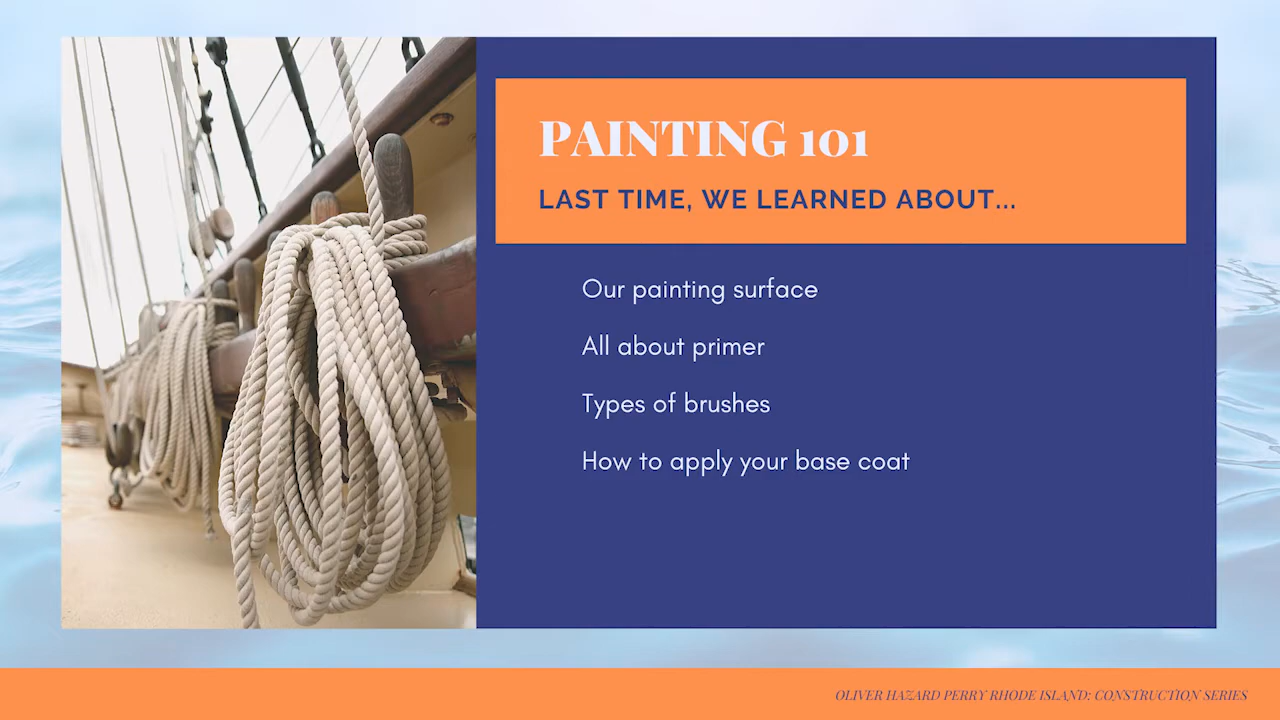 PAINTING 101
LAST TIME, WE LEARNED ABOUT...
Our painting surface
All about primer
Types of brushes
How to apply your base coat
OLIVER HAZARD PERRY RHODE ISLAND: CONSTRUCTION SERIES